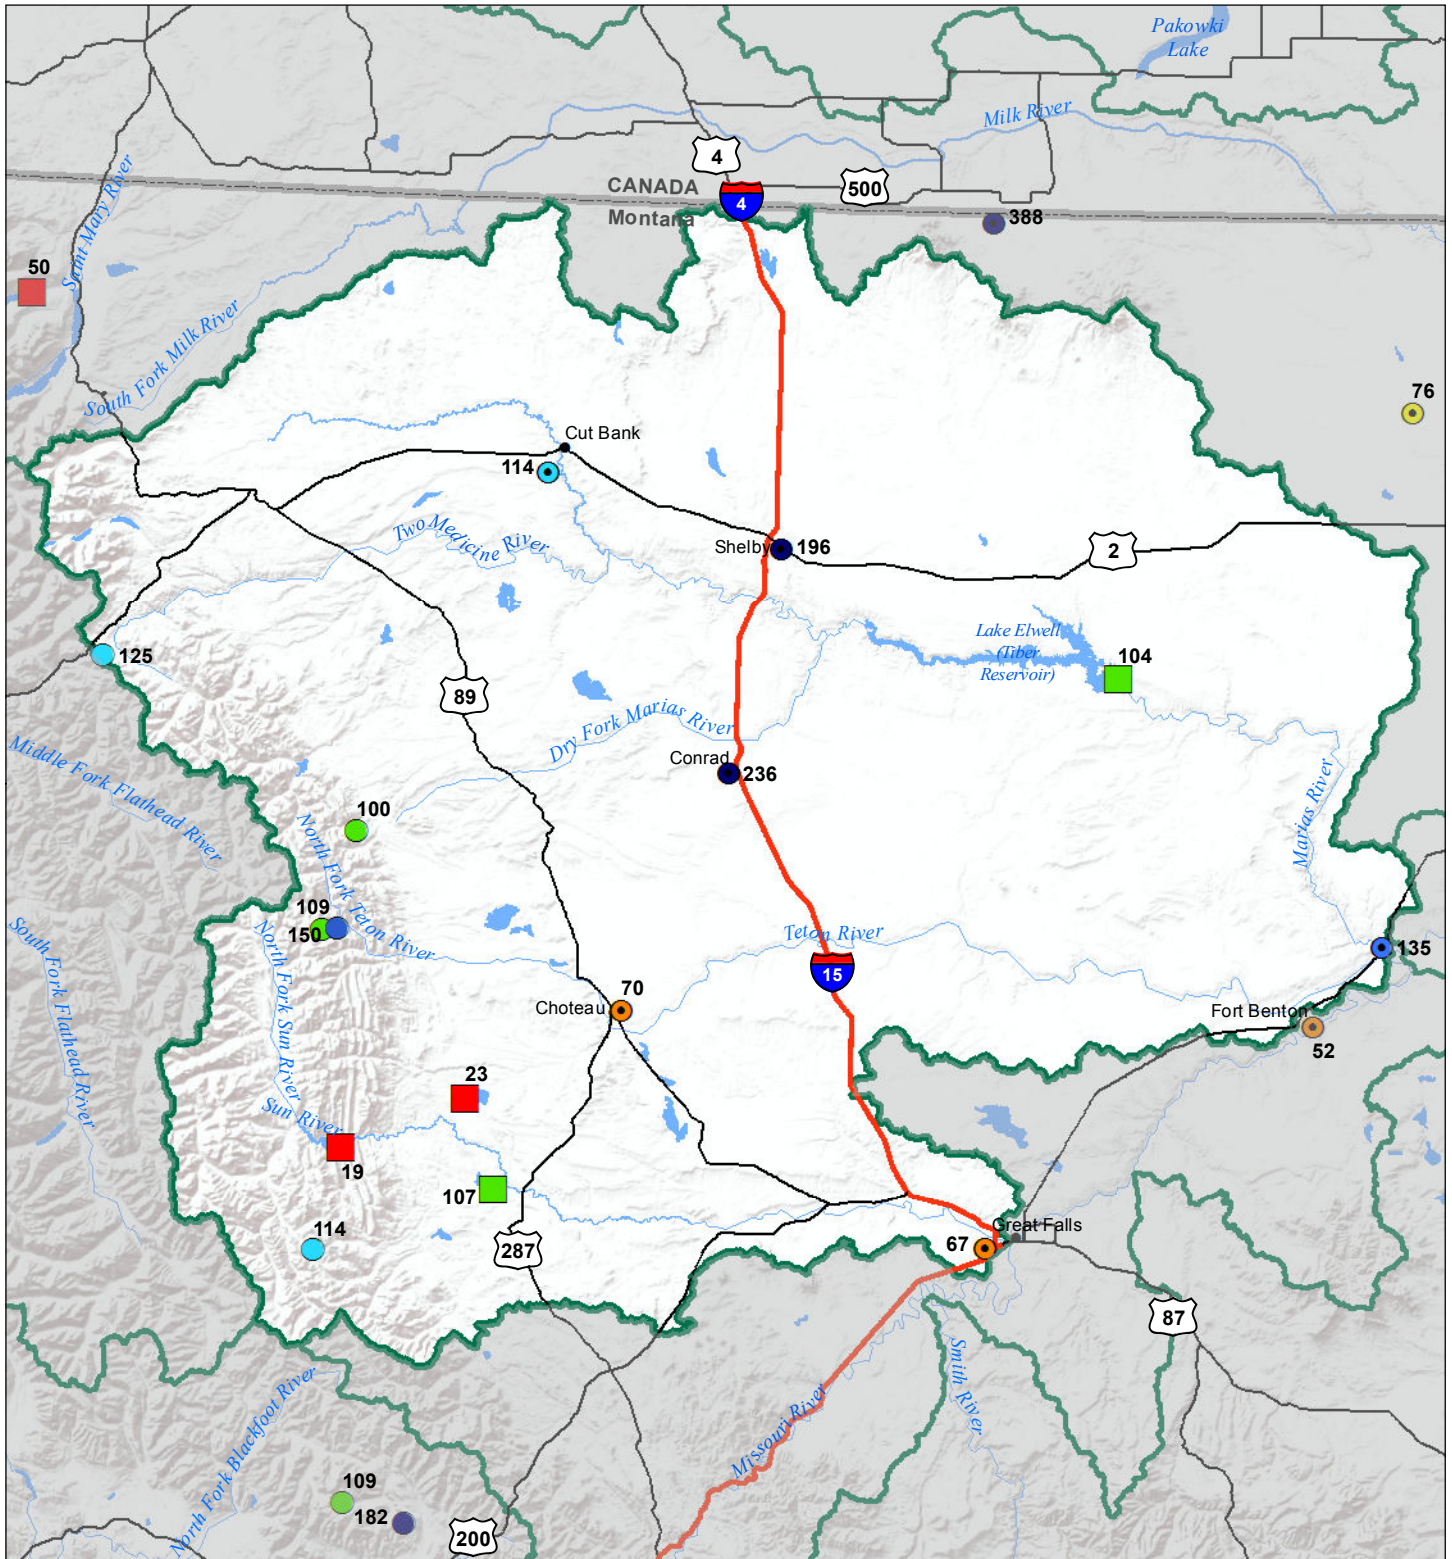 Pakowki
Lake
Milk River
4
CANADA
500
4
Montana
388
Saint Mary River
50
South Fork Milk River
76
Cut Bank
114
Two Medicine River
Shelby
196
2
Lake Elwell
(Tiber
Reservoir)
104
125
89
Dry Fork Marias River
Middle Fork Flathead River
Conrad
236
Marias River
100
North Fork Teton River
109
150
South Fork Flathead River
North Fork Sun River
Teton River
135
15
70
Choteau
Fort Benton
52
23
Sun River
19
107
114
287
Great Falls
67
87
Smith River
Missouri River
North Fork Blackfoot River
109
182
200